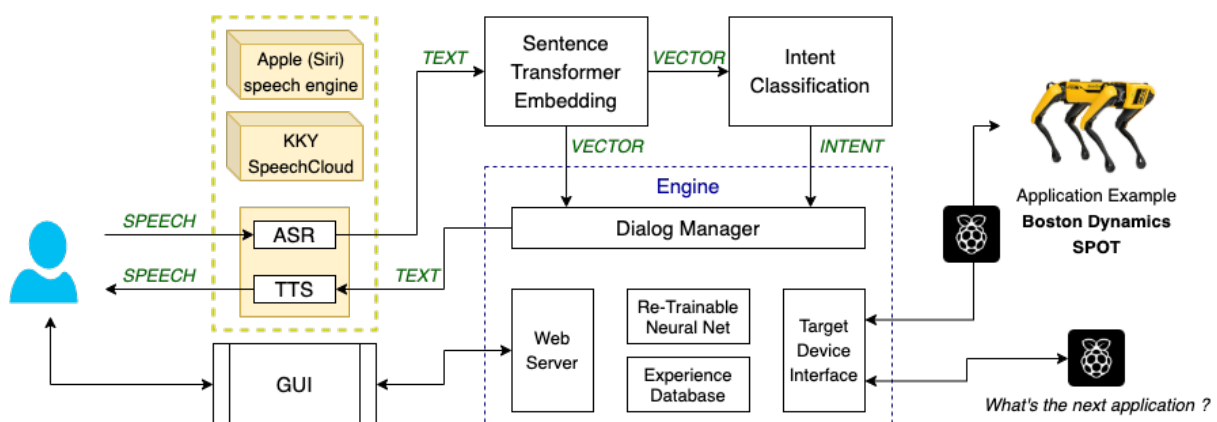 Apple (Siri)
speech engine
KKY
SpeechCloud
SPEECH
ASR
SPEECH
TTS
TEXT
TEXT
Sentence
Transformer
Embedding
VECTOR
Intent
Classification
VECTOR
INTENT
Engine
Dialog Manager
Web
Server
Re-Trainable
Neural Net
Experience
Database
Target
Device
Interface
GUI
Application Example
Boston Dynamics
SPOT
What's the next application ?